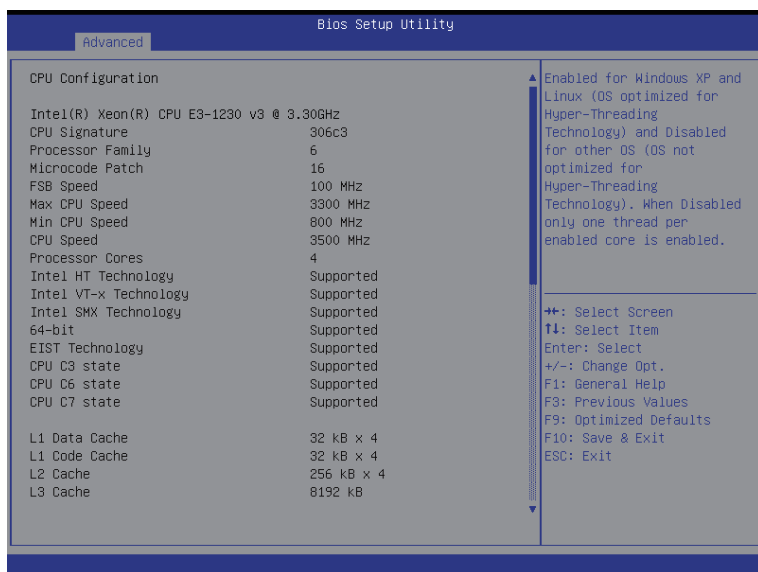 Bios Setup Utility
Advanced
CPU Configuration
Intel(R) Xeon(R) CPU E3-1230 v3 @ 3.30GHz
CPU Signature 306c3
Processor Family 6
Microcode Patch 16
FSB Speed 100 MHz
Max CPU Speed 3300 MHz
Min CPU Speed 800 MHz
CPU Speed 3500 MHz
Processor Cores 4
Intel HT Technology Supported
Intel VT-x Technology Supported
Intel SMX Technology Supported
64-bit Supported
EIST Technology Supported
CPU C3 state Supported
CPU C6 state Supported
CPU C7 state Supported
L1 Data Cache 32 kB x 4
L1 Code Cache 32 kB x 4
L2 Cache 256 kB x 4
L3 Cache 8192 kB
Enabled for Windows XP and
Linux (OS optimized for
Hyper-Threading
Technology) and Disabled
for other OS (OS not
optimized for
Hyper-Threading
Technology). When Disabled
only one thread per
enabled core is enabled.
→←: Select Screen
↑↓: Select Item
Enter: Select
+/-: Change Opt.
F1: General Help
F3: Previous Values
F9: Optimized Defaults
F10: Save & Exit
ESC: Exit